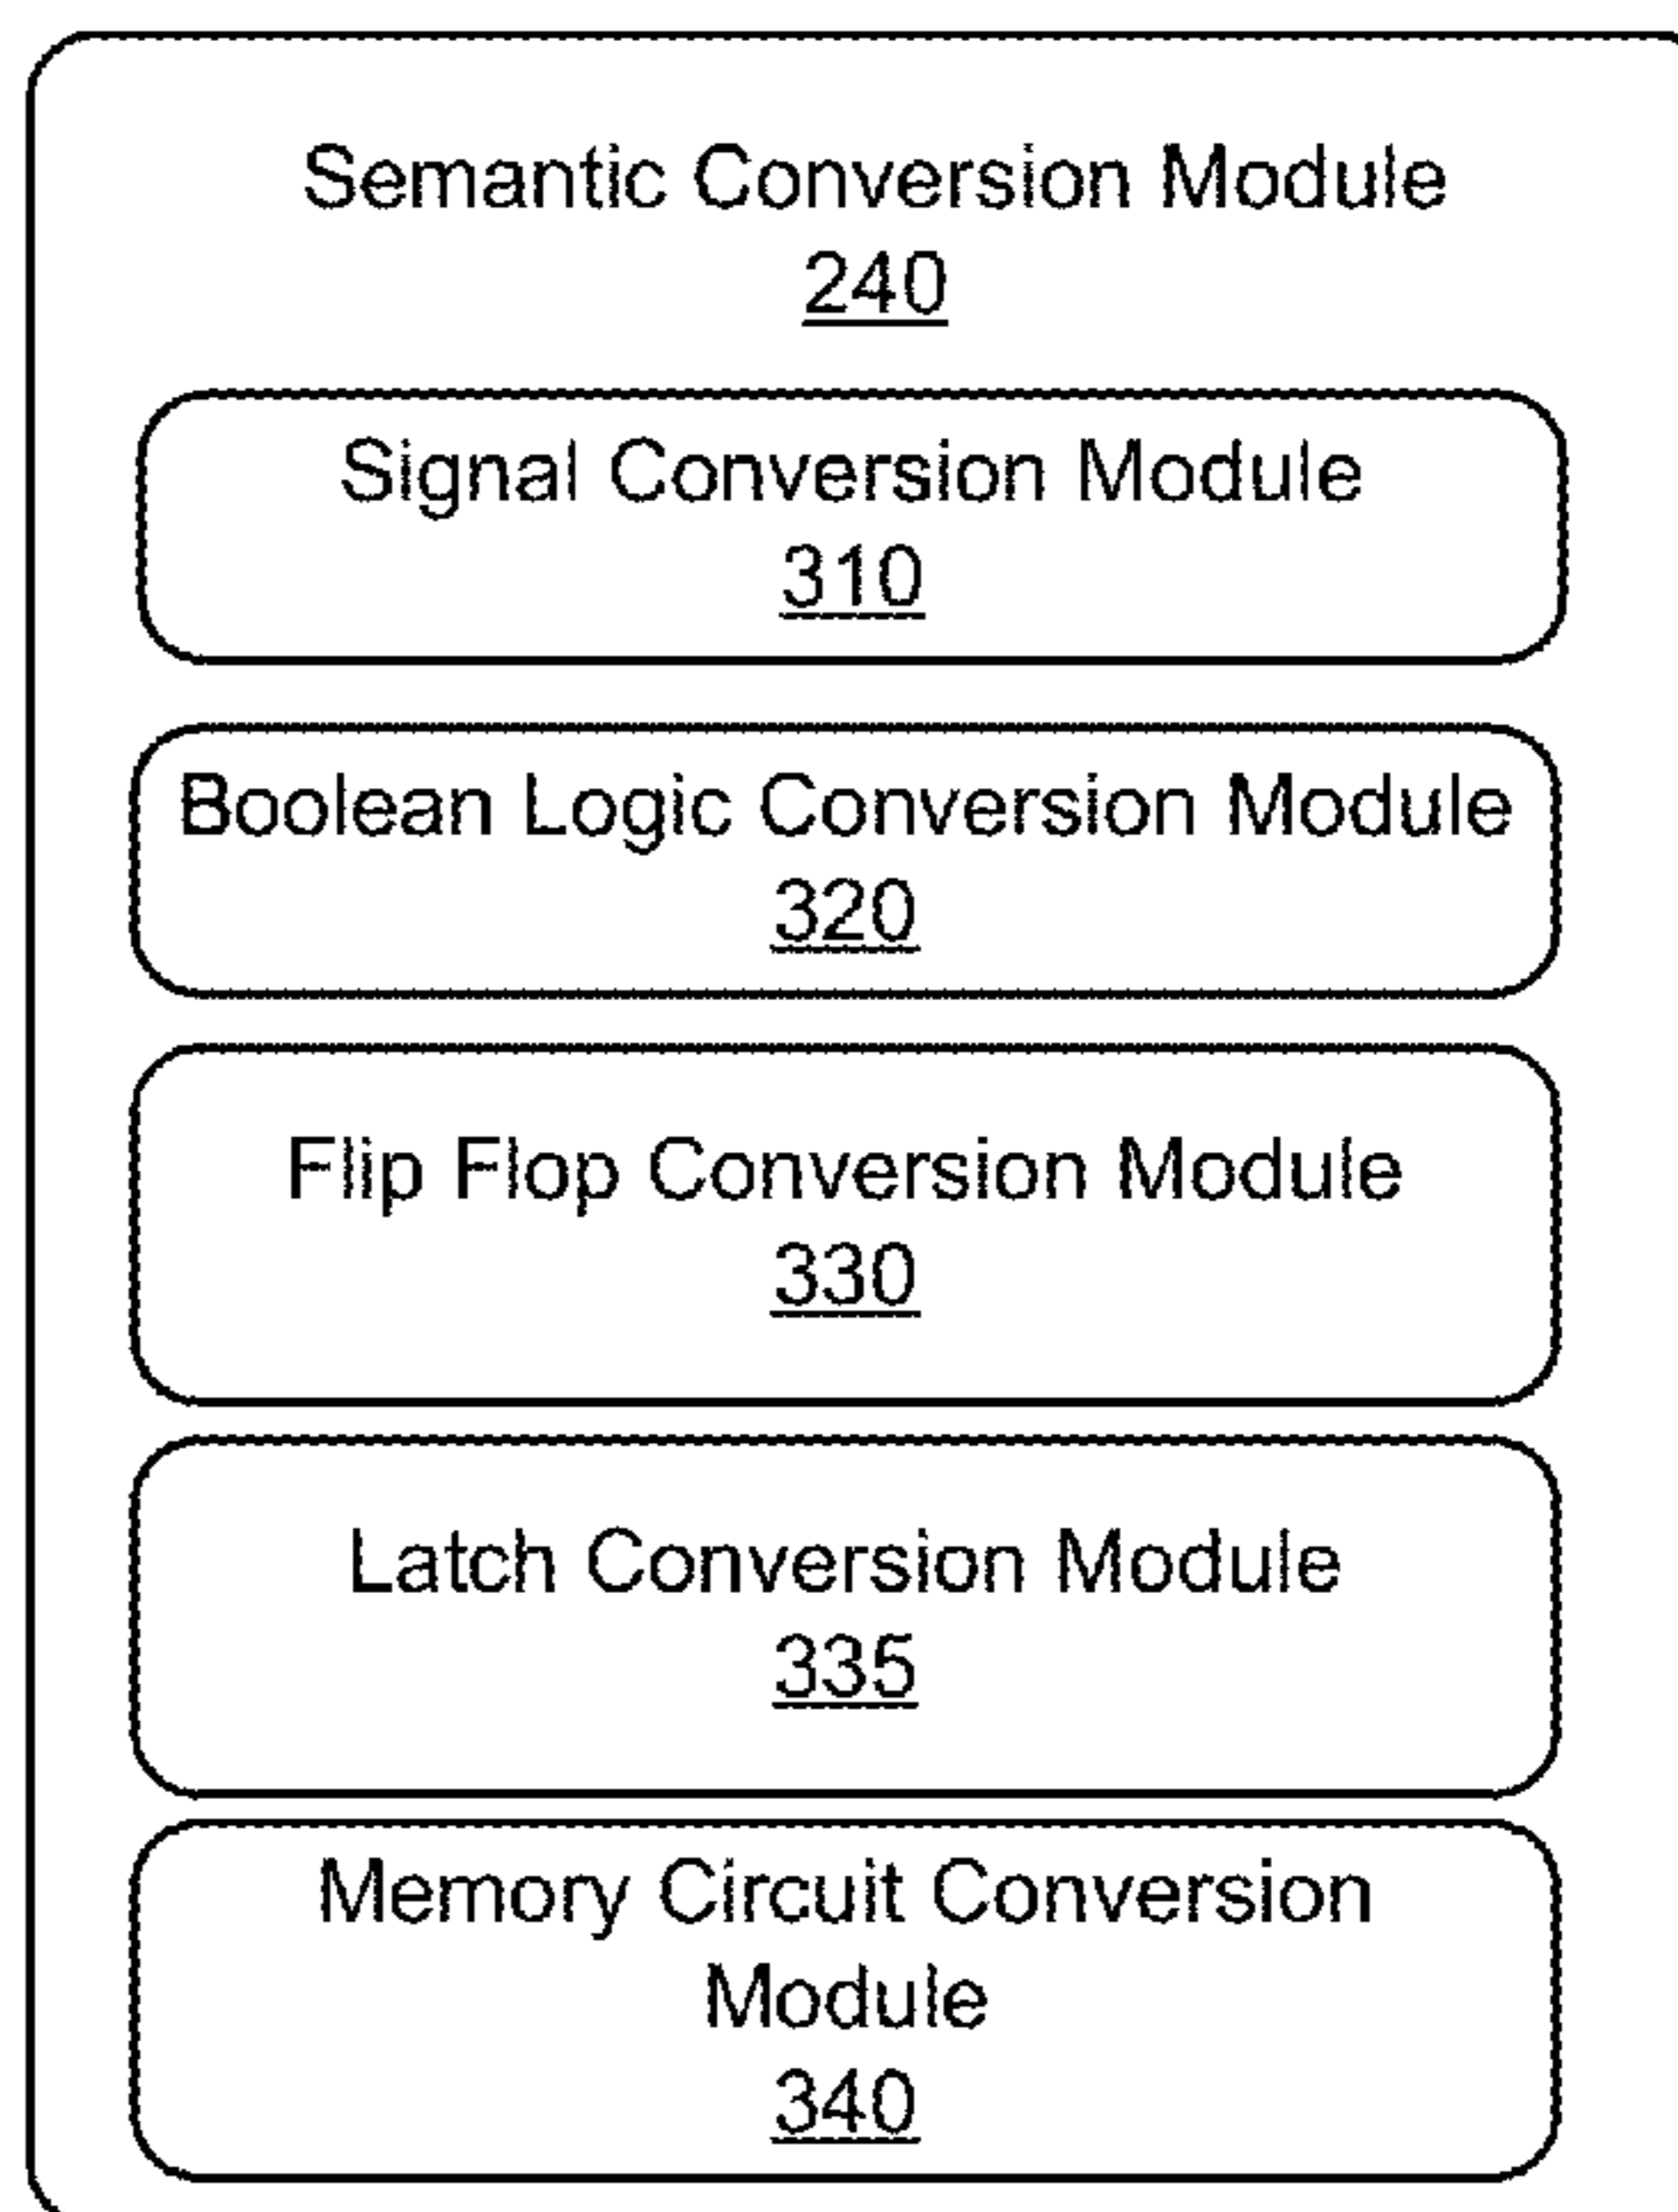 Semantic Conversion Module
240
Signal Conversion Module
310
Boolean Logic Conversion Module
320
Flip Flop Conversion Module
330
Latch Conversion Module
335
Memory Circuit Conversion
Module
340